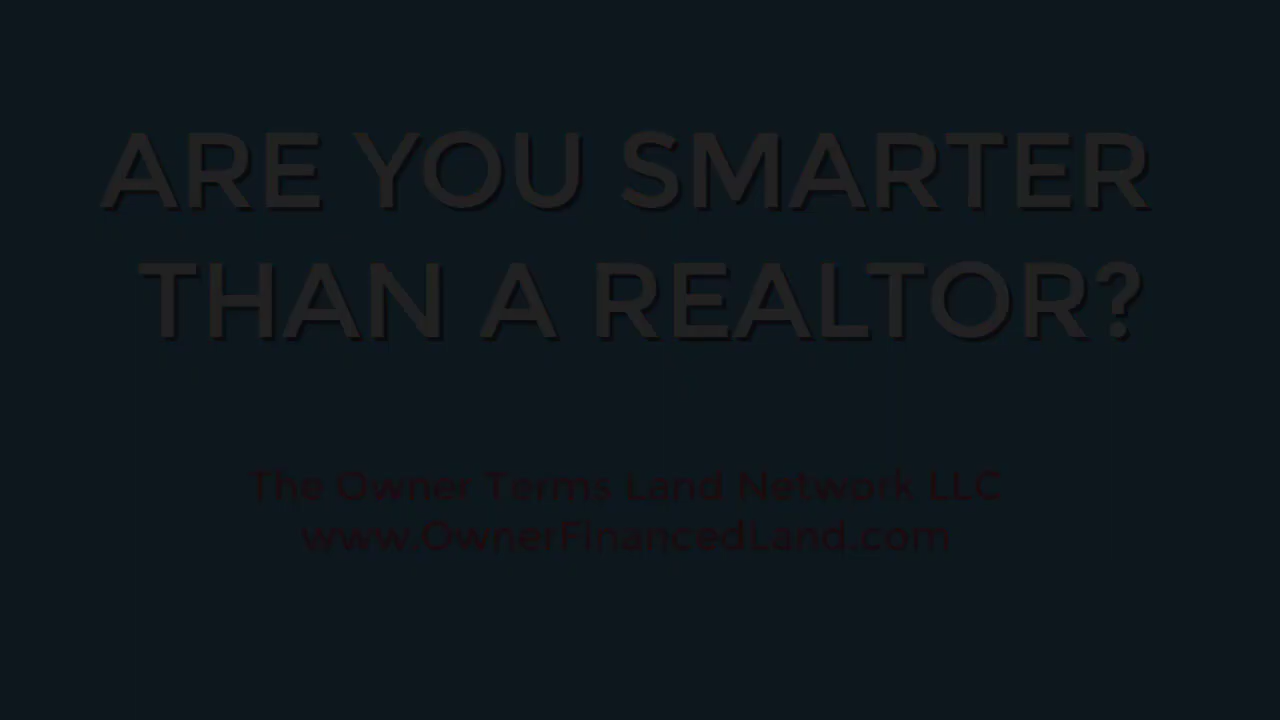 ARE YOU SMARTER
THAN A REALTOR?
The Owner Terms Land Network LLC
www.OwnerFinancedLand.com